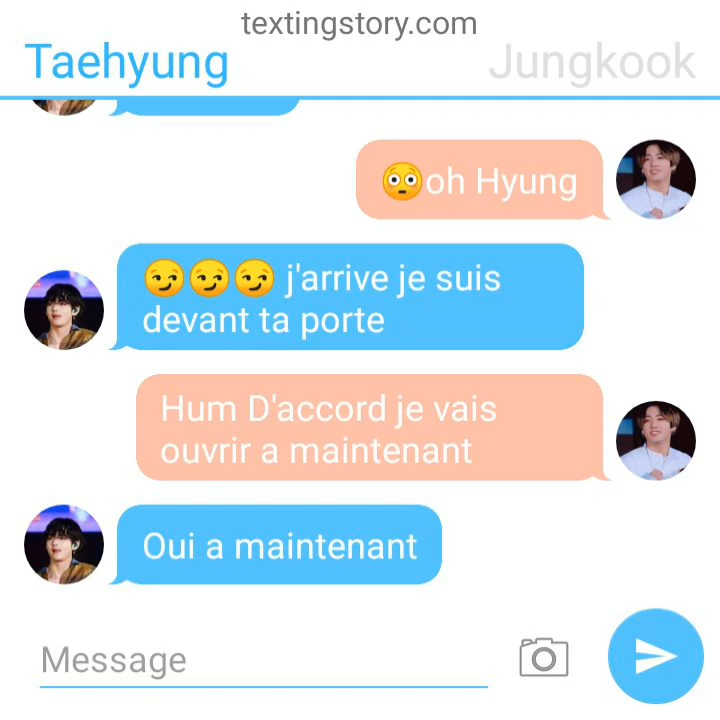 textingstory.com
Taehyung
Jungkook
😳oh Hyung
😏😏😏 j'arrive je suis
devant ta porte
Hum D'accord je vais
ouvrir a maintenant
Oui a maintenant
Message